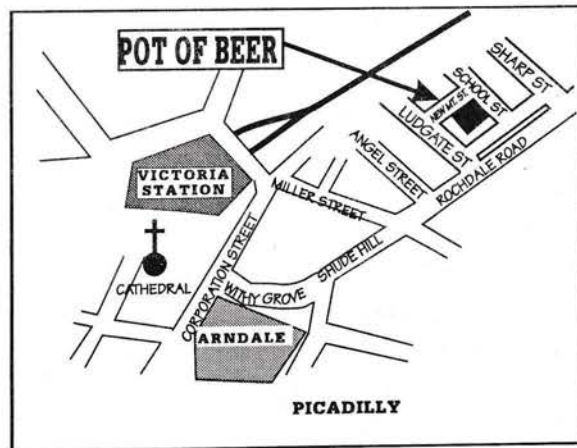 POT OF BEER
SHARP ST
SCHOOL ST
NEW MT. ST.
LUDGATE ST
ANGEL STREET
ROCHDALE ROAD
VICTORIA
STATION
MILLER STREET
CORPORATION STREET
SHUDE HILL
CATHEDRAL
WITHY GROVE
ARNDALE
PICADILLY